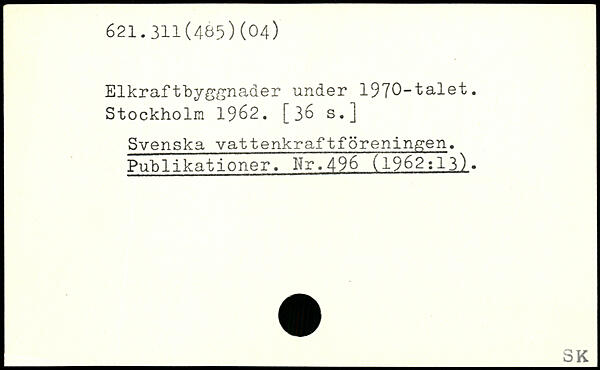 621.311(485)(04)
Elkraftbyggnader under 1970-talet.
Stockholm 1962. [36 s.]
Svenska vattenkraftföreningen.
Publikationer. Nr.496 (1962:13).
SK